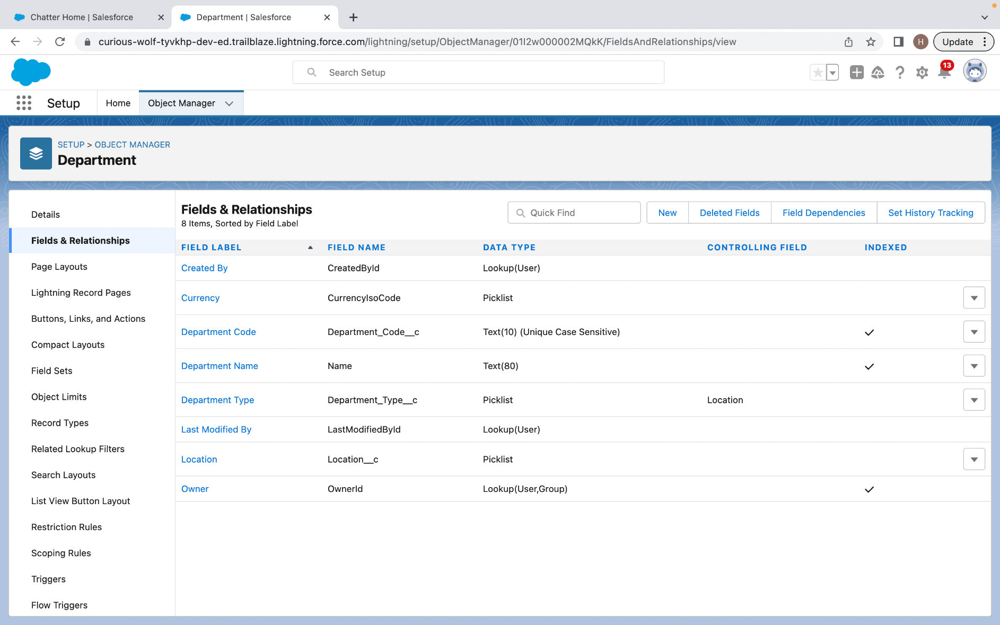 Chatter Home | Salesforce
Department | Salesforce
curious-wolf-tyvkhp-dev-ed.trailblaze.lightning.force.com/lightning/setup/ObjectManager/01I2w000002MQkK/FieldsAndRelationships/view
H
Update
Search Setup
13
Setup
Home
Object Manager
SETUP > OBJECT MANAGER
Department
Details
Fields & Relationships
Page Layouts
Lightning Record Pages
Buttons, Links, and Actions
Compact Layouts
Field Sets
Object Limits
Record Types
Related Lookup Filters
Search Layouts
List View Button Layout
Restriction Rules
Scoping Rules
Triggers
Flow Triggers
Fields & Relationships
8 Items, Sorted by Field Label
Quick Find
New
Deleted Fields
Field Dependencies
Set History Tracking
FIELD LABEL FIELD NAME DATA TYPE CONTROLLING FIELD INDEXED
Created By CreatedById Lookup(User)
Currency CurrencyIsoCode Picklist
Department Code Department_Code__c Text(10) (Unique Case Sensitive)
Department Name Name Text(80)
Department Type Department_Type__c Picklist Location
Last Modified By LastModifiedById Lookup(User)
Location Location__c Picklist
Owner OwnerId Lookup(User,Group)